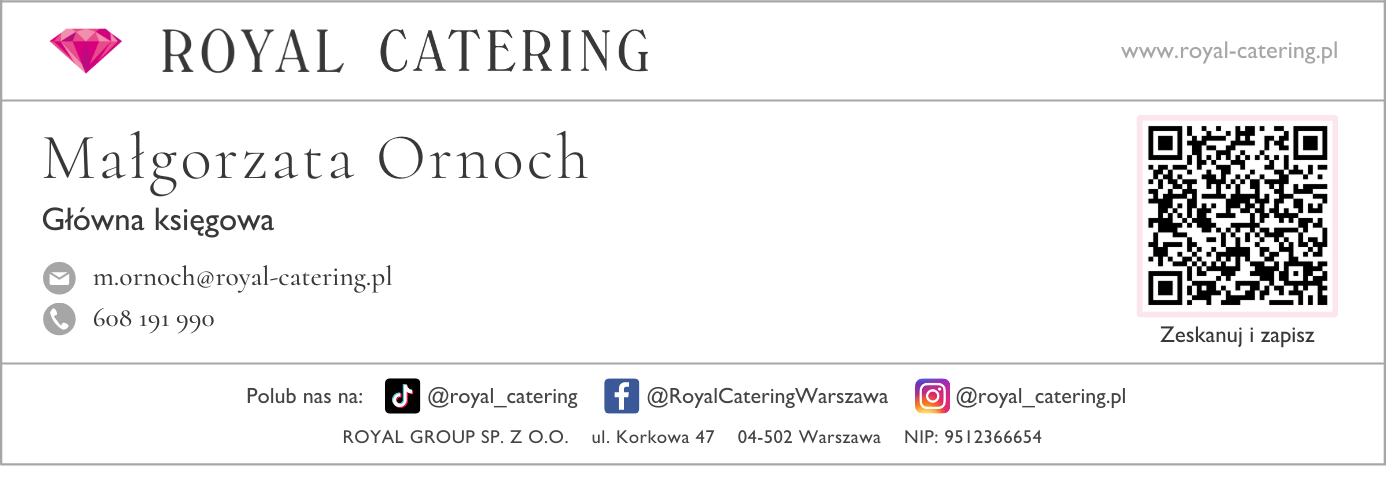 ROYAL CATERING
www.royal-catering.pl
Małgorzata Ornoch
Główna księgowa
m.ornoch@royal-catering.pl
608 191 990
Zeskanuj i zapisz
Polub nas na: @royal_catering @RoyalCateringWarszawa @royal_catering.pl
ROYAL GROUP SP. Z O.O. ul. Korkowa 47 04-502 Warszawa NIP: 9512366654